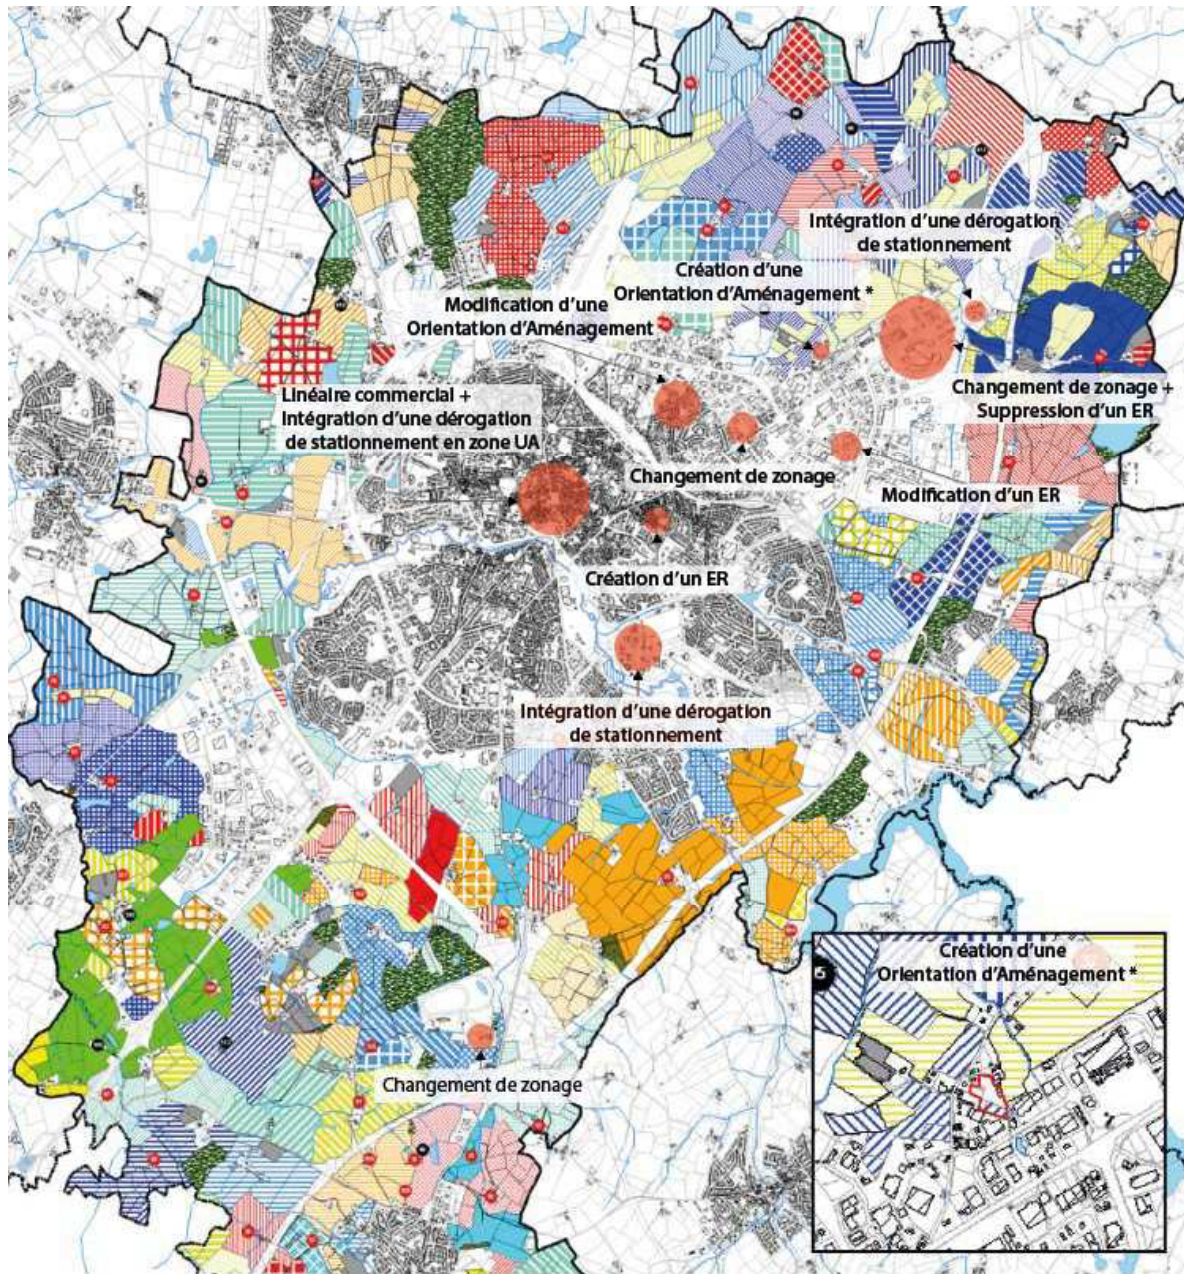 Intégration d'une dérogation
de stationnement
Création d'une
Orientation d'Aménagement *
Modification d'une
Orientation d'Aménagement
Changement de zonage +
Suppression d'un ER
Linéaire commercial +
Intégration d'une dérogation
de stationnement en zone UA
Changement de zonage
Modification d'un ER
Création d'un ER
Intégration d'une dérogation
de stationnement
Changement de zonage
Création d'une
Orientation d'Aménagement *